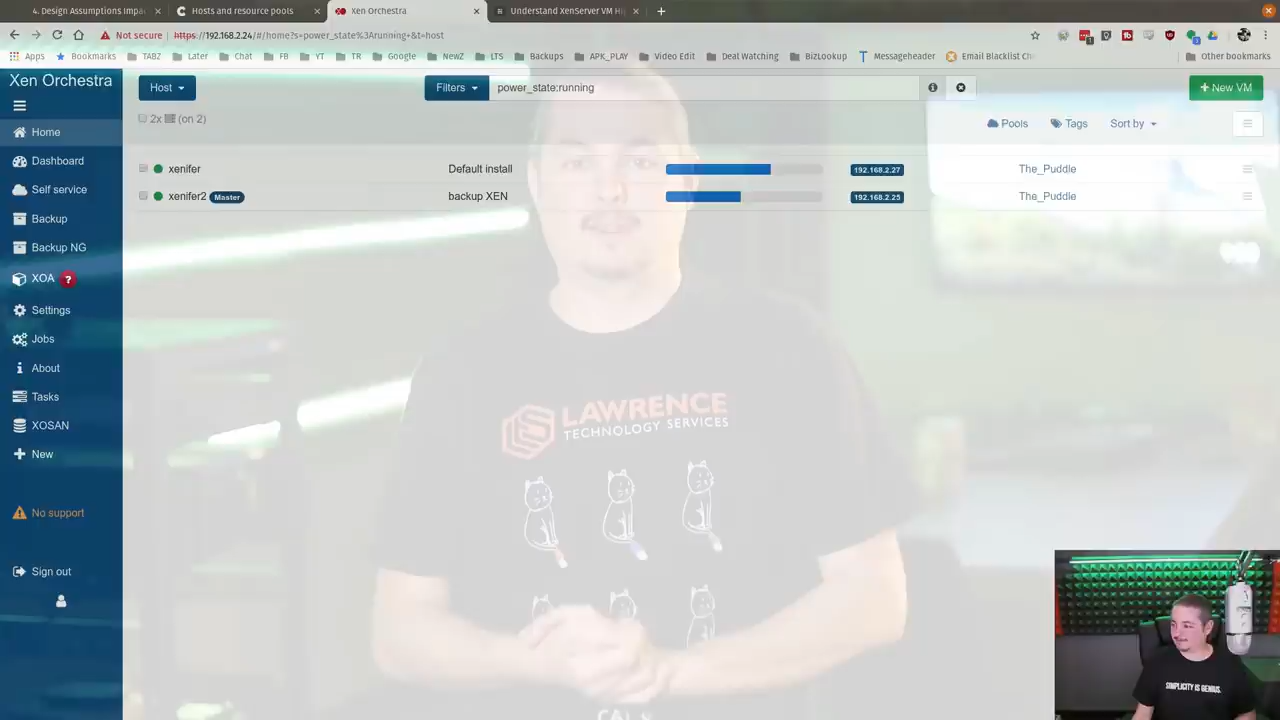 4. Design Assumptions Impa
Hosts and resource pools
Xen Orchestra
Understand XenServer VM Hi
Not secure
https://192.168.2.24/#/home?s=power_state%3Arunning+&t=host
Apps
Bookmarks
TABZ
Later
Chat
FB
YT
TR
Google
NewZ
LTS
Backups
APK_PLAY
Video Edit
Deal Watching
BizLookup
Messageheader
Email Blacklist Ch
Other bookmarks
Xen Orchestra
Host
Filters
power_state:running
New VM
2x (on 2)
Pools
Tags
Sort by
Home
Dashboard
Self service
Backup
Backup NG
XOA ?
Settings
Jobs
About
Tasks
XOSAN
New
No support
Sign out
xenifer
Default install
192.168.2.27
The_Puddle
xenifer2 Master
backup XEN
192.168.2.25
The_Puddle
LAWRENCE
TECHNOLOGY SERVICES
SIMPLICITY IS GENIUS.